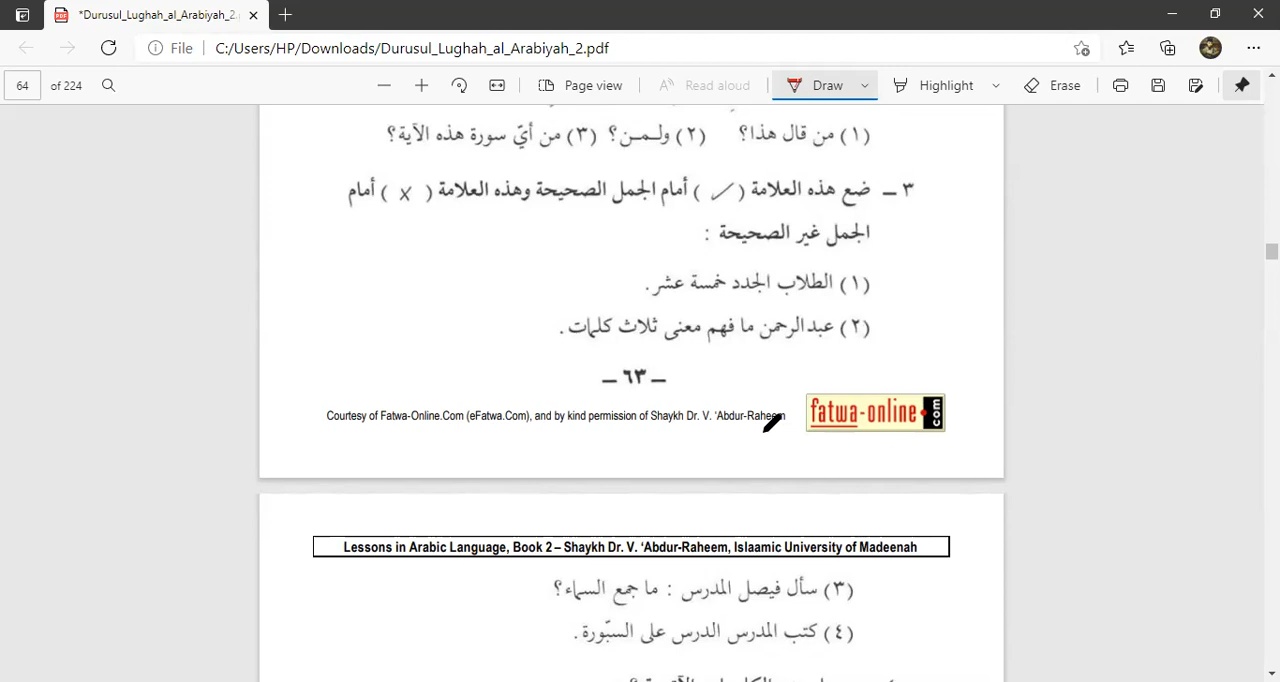 *Durusul_Lughah_al_Arabiyah_2.
File C:/Users/HP/Downloads/Durusul_Lughah_al_Arabiyah_2.pdf
64 of 224 Page view Read aloud Draw Highlight Erase
(١) من قال هذا؟ (٢) ولـمـن؟ (٣) من أيّ سورة هذه الآية؟
٣ ــ ضع هذه العلامة ( ✓ ) أمام الجمل الصحيحة وهذه العلامة ( x ) أمام
الجمل غير الصحيحة :
(١) الطلاب الجدد خمسة عشر.
(٢) عبدالرحمن ما فهم معنى ثلاث كلمات.
ــ ٦٣ ــ
Courtesy of Fatwa-Online.Com (eFatwa.Com), and by kind permission of Shaykh Dr. V. ‘Abdur-Raheem
fatwa-online.com
Lessons in Arabic Language, Book 2 – Shaykh Dr. V. ‘Abdur-Raheem, Islaamic University of Madeenah
(٣) سأل فيصل المدرس : ما جمع السماء؟
(٤) كتب المدرس الدرس على السبّورة.